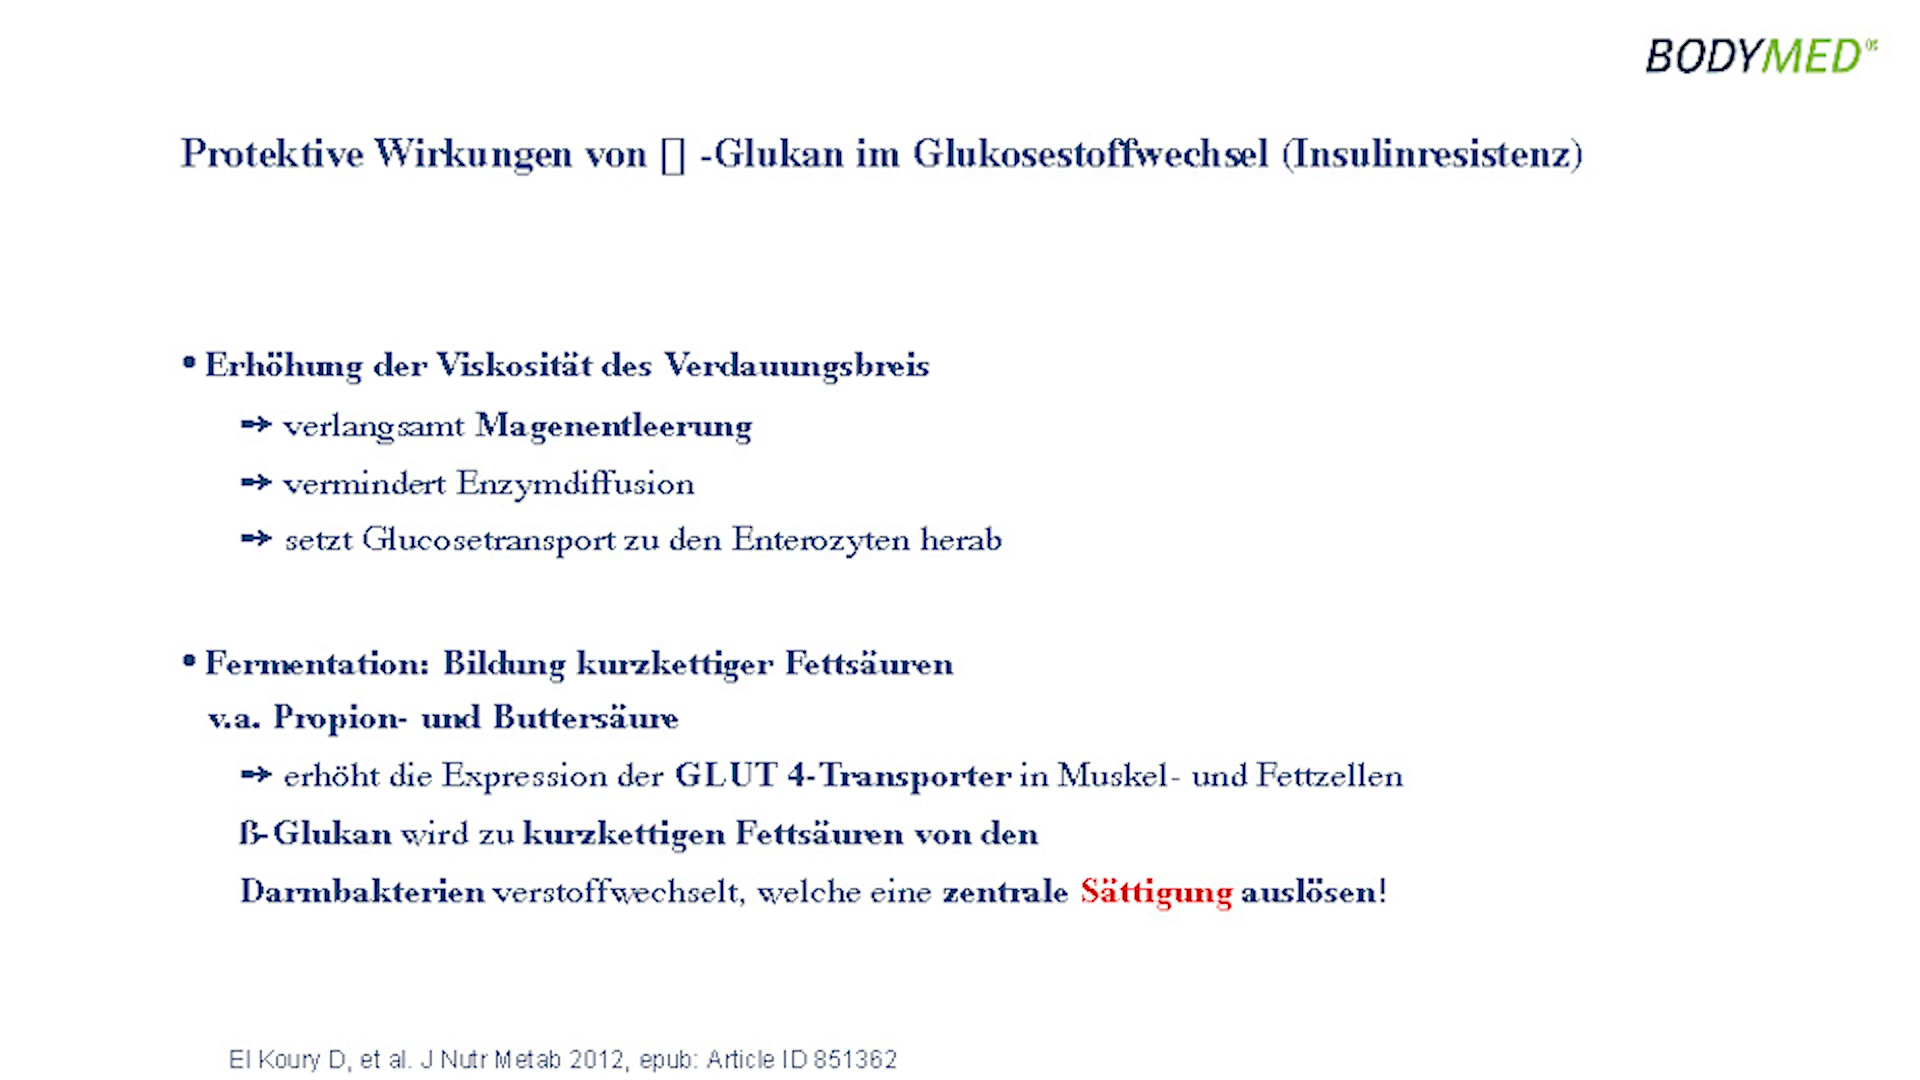 BODYMED®
Protektive Wirkungen von [] -Glukan im Glukosestoffwechsel (Insulinresistenz)
• Erhöhung der Viskosität des Verdauungsbreis
➙ verlangsamt Magenentleerung
➙ vermindert Enzymdiffusion
➙ setzt Glucosetransport zu den Enterozyten herab
• Fermentation: Bildung kurzkettiger Fettsäuren
v.a. Propion- und Buttersäure
➙ erhöht die Expression der GLUT 4-Transporter in Muskel- und Fettzellen
ß-Glukan wird zu kurzkettigen Fettsäuren von den
Darmbakterien verstoffwechselt, welche eine zentrale Sättigung auslösen!
El Koury D, et al. J Nutr Metab 2012, epub: Article ID 851362